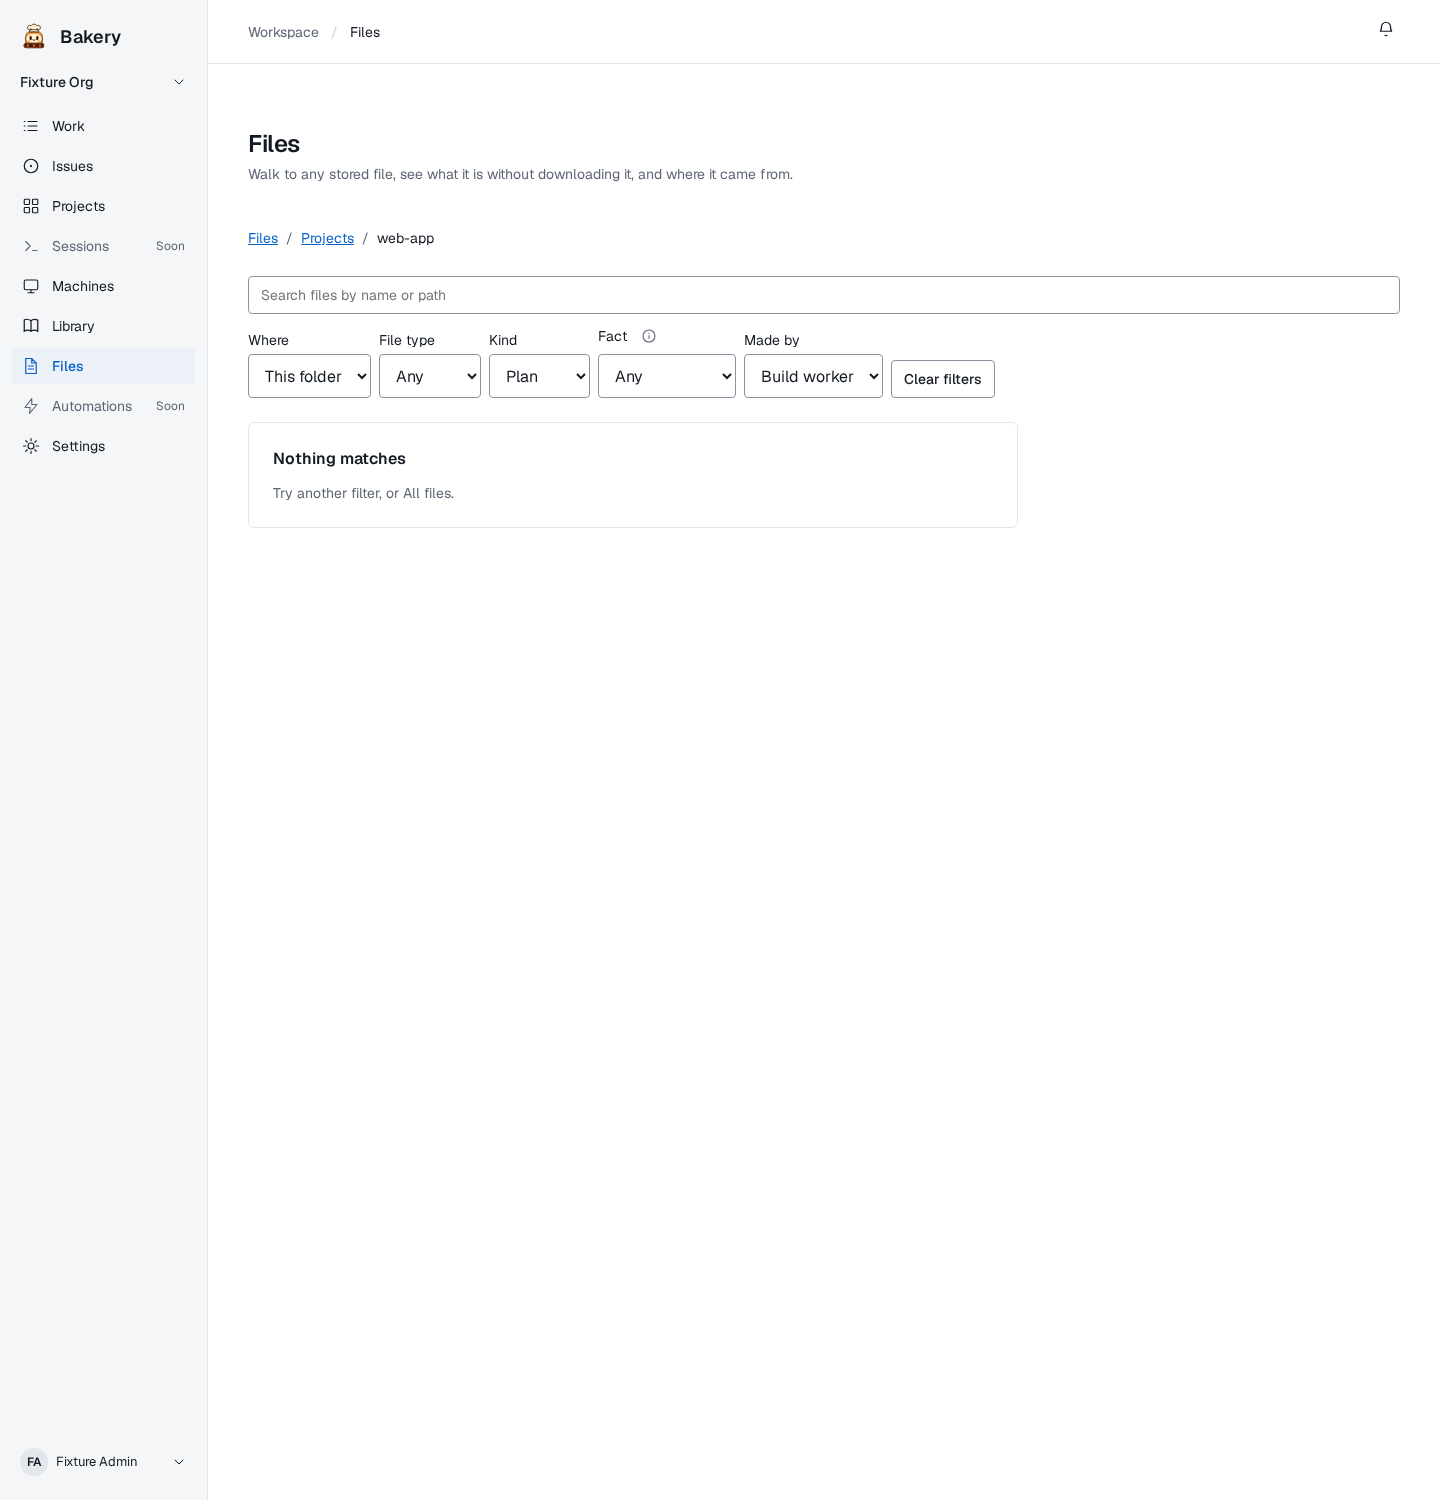 Bakery
Fixture Org
Work
Issues
Projects
Sessions Soon
Machines
Library
Files
Automations Soon
Settings
FA Fixture Admin
Workspace / Files
Files
Walk to any stored file, see what it is without downloading it, and where it came from.
Files / Projects / web-app
Search files by name or path
Where File type Kind Fact Made by
This folder Any Plan Any Build worker Clear filters
Nothing matches
Try another filter, or All files.